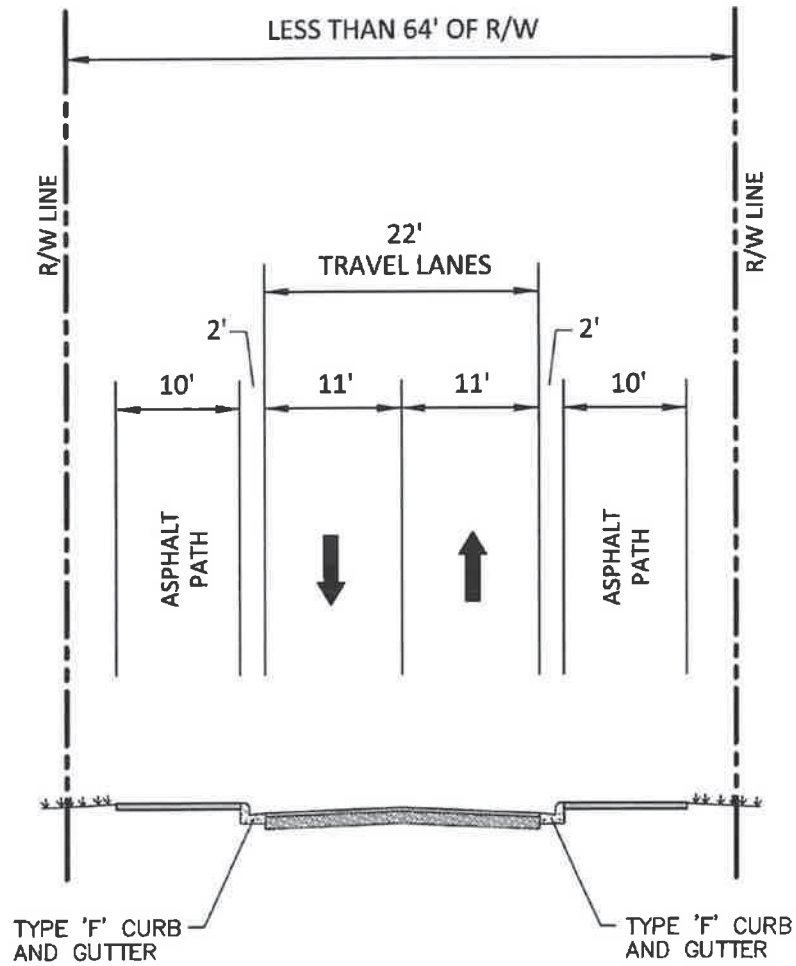 LESS THAN 64' OF R/W
R/W LINE
R/W LINE
22'
TRAVEL LANES
2'
2'
10'
11'
11'
10'
ASPHALT
PATH
ASPHALT
PATH
TYPE 'F' CURB
AND GUTTER
TYPE 'F' CURB
AND GUTTER